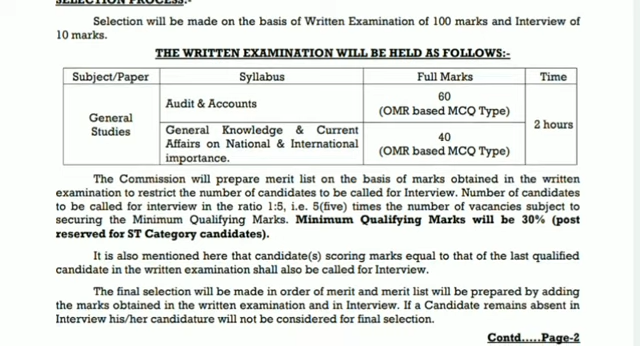 SELECTION PROCESS:-
Selection will be made on the basis of Written Examination of 100 marks and Interview of
10 marks.
THE WRITTEN EXAMINATION WILL BE HELD AS FOLLOWS:-
Subject/Paper Syllabus Full Marks Time
General Studies
Audit & Accounts
60
(OMR based MCQ Type)
2 hours
General Knowledge & Current
Affairs on National & International
importance.
40
(OMR based MCQ Type)
The Commission will prepare merit list on the basis of marks obtained in the written
examination to restrict the number of candidates to be called for Interview. Number of candidates
to be called for interview in the ratio 1:5, i.e. 5(five) times the number of vacancies subject to
securing the Minimum Qualifying Marks. Minimum Qualifying Marks will be 30% (post
reserved for ST Category candidates).
It is also mentioned here that candidate(s) scoring marks equal to that of the last qualified
candidate in the written examination shall also be called for Interview.
The final selection will be made in order of merit and merit list will be prepared by adding
the marks obtained in the written examination and in Interview. If a Candidate remains absent in
Interview his/her candidature will not be considered for final selection.
Contd.....Page-2